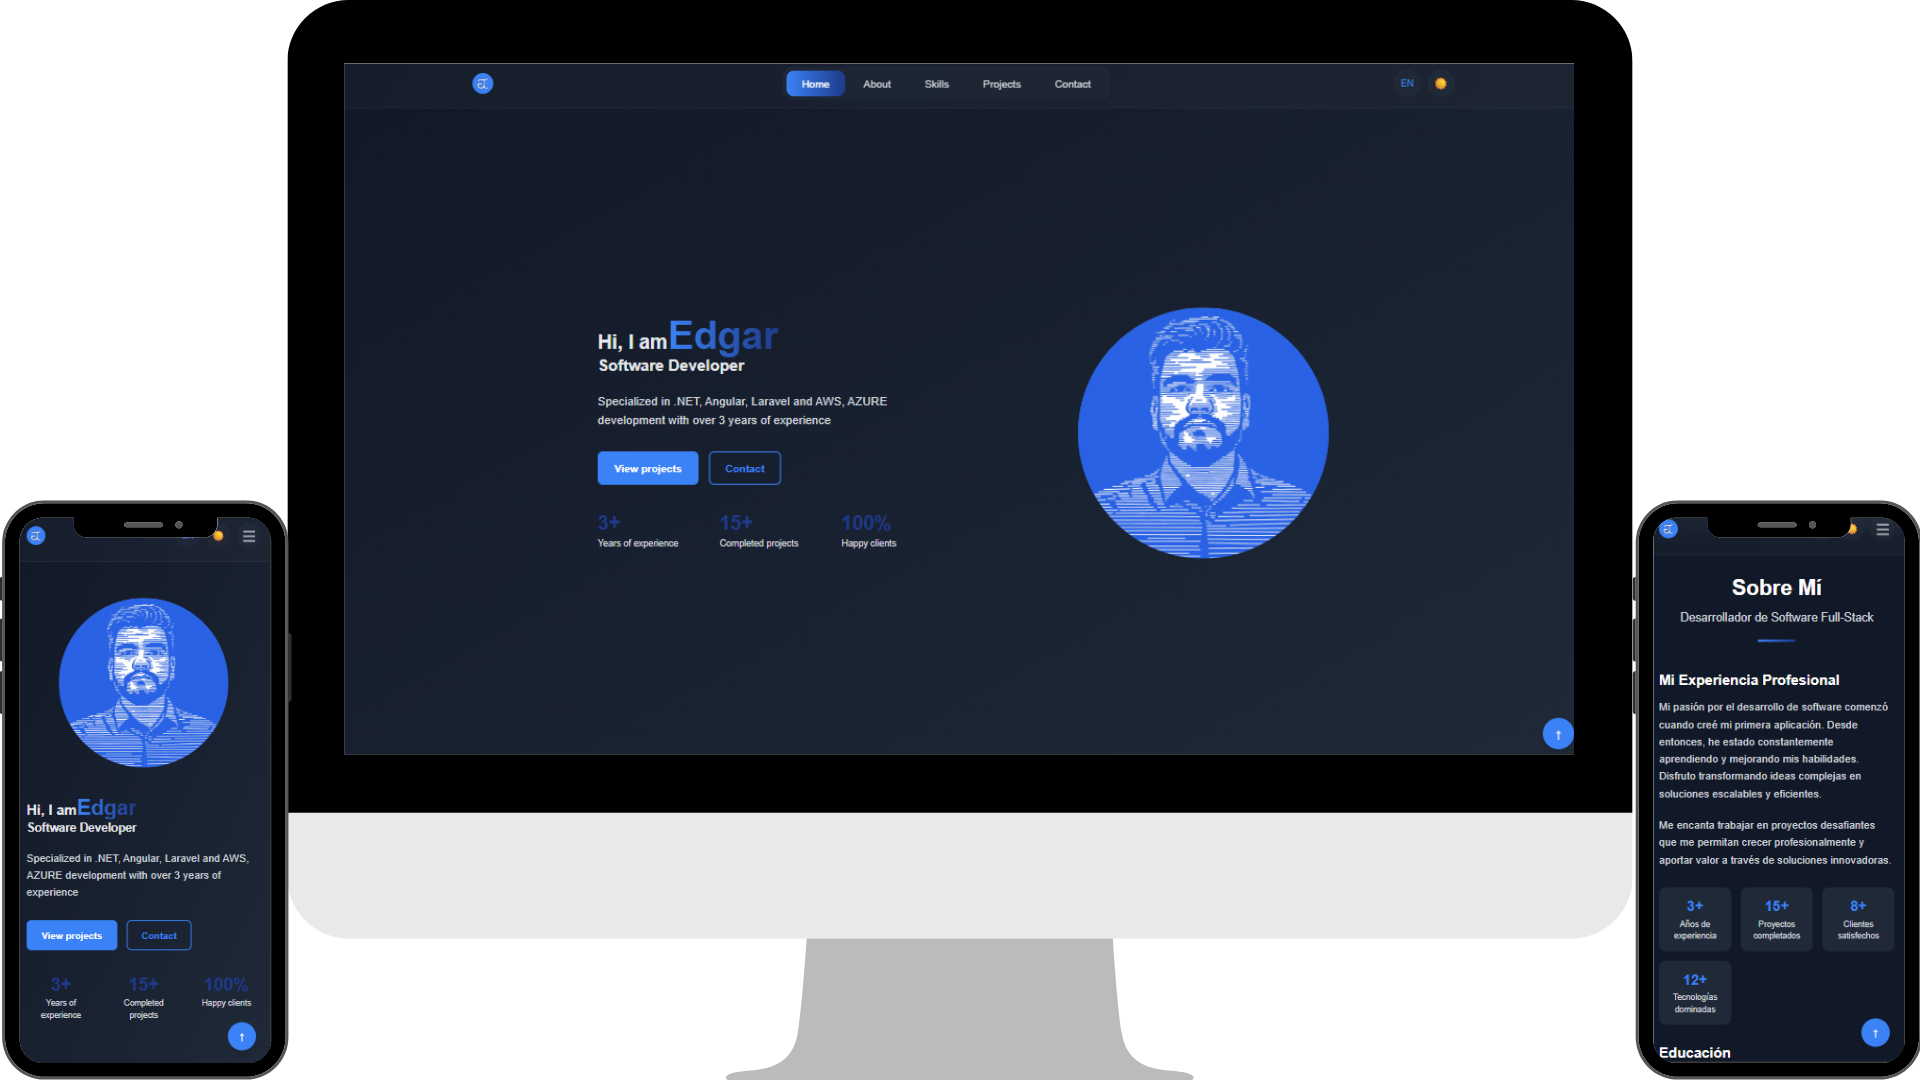 Home
About
Skills
Projects
Contact
EN
Hi, I am Edgar
Software Developer
Specialized in .NET, Angular, Laravel and AWS, AZURE
development with over 3 years of experience
View projects
Contact
3+
15+
100%
Years of experience
Completed projects
Happy clients
↑
Hi, I am Edgar
Software Developer
Specialized in .NET, Angular, Laravel and AWS,
AZURE development with over 3 years of
experience
View projects
Contact
3+
15+
100%
Years of
experience
Completed
projects
Happy clients
↑
Sobre Mí
Desarrollador de Software Full-Stack
Mi Experiencia Profesional
Mi pasión por el desarrollo de software comenzó
cuando creé mi primera aplicación. Desde
entonces, he estado constantemente
aprendiendo y mejorando mis habilidades.
Disfruto transformando ideas complejas en
soluciones escalables y eficientes.
Me encanta trabajar en proyectos desafiantes
que me permitan crecer profesionalmente y
aportar valor a través de soluciones innovadoras.
3+
Años de
experiencia
15+
Proyectos
completados
8+
Clientes
satisfechos
12+
Tecnologías
dominadas
↑
Educación